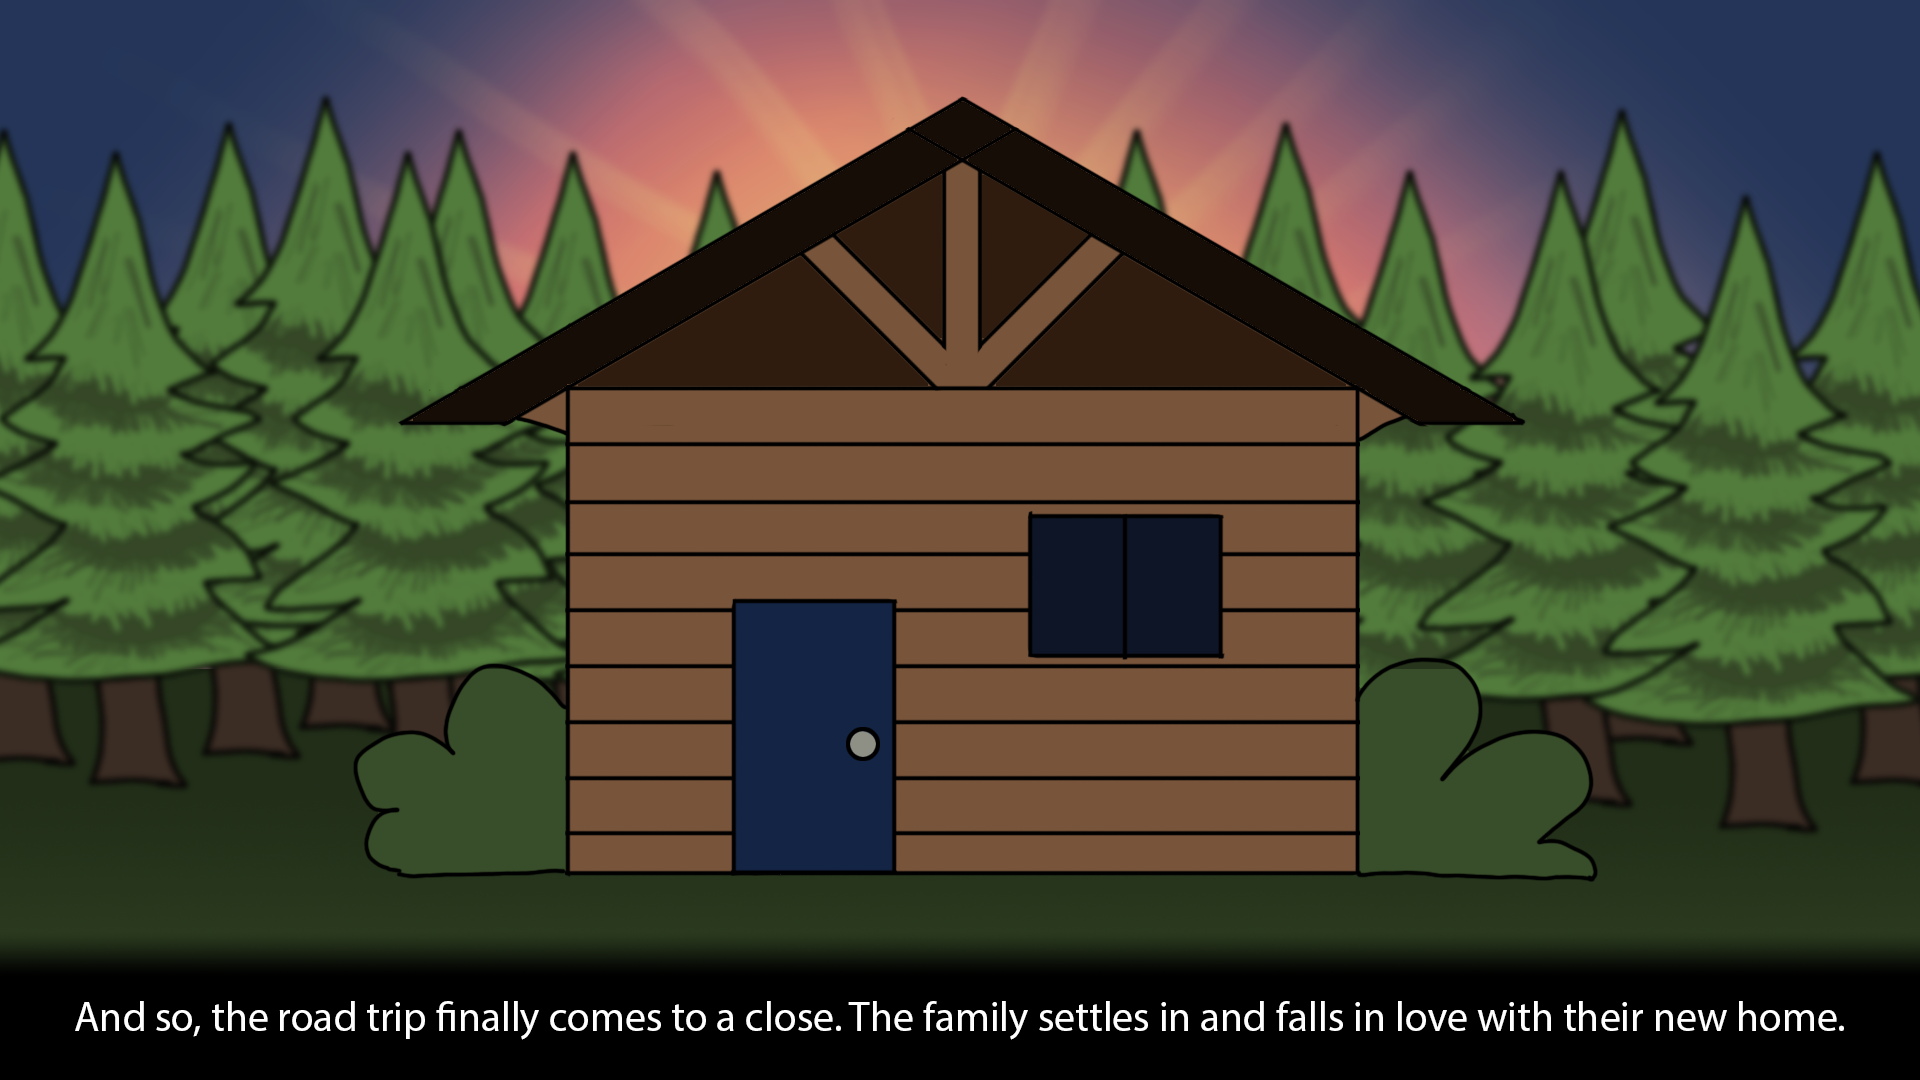 And so, the road trip finally comes to a close. The family settles in and falls in love with their new home.